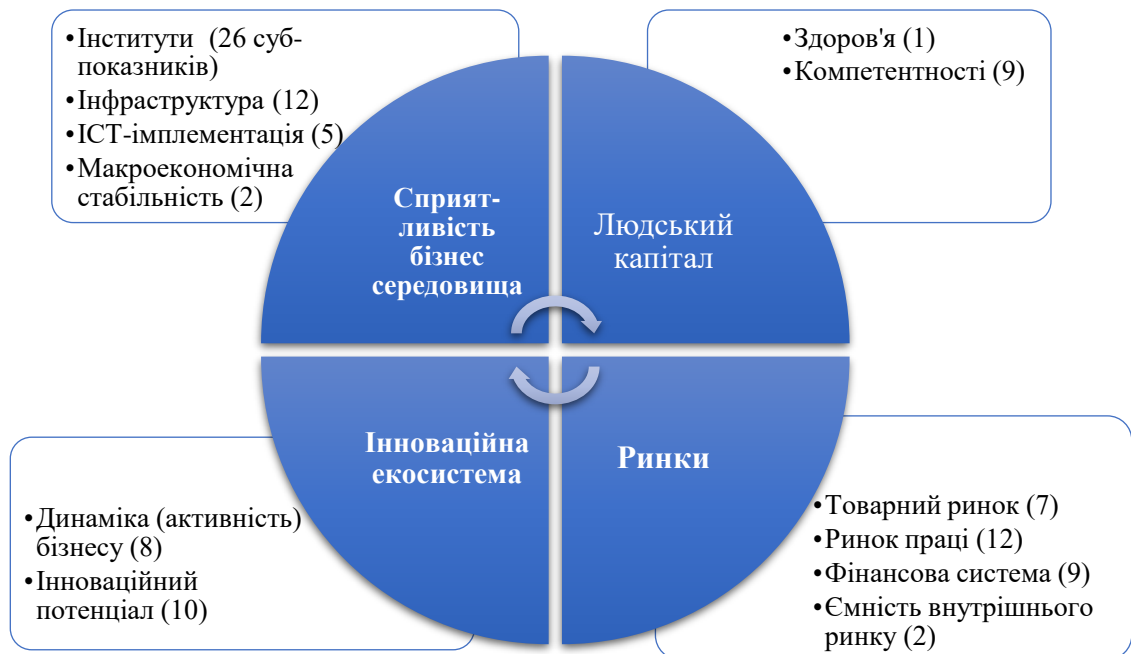 •Інститути (26 суб-
показників)
•Інфраструктура (12)
•ІСТ-імплементація (5)
•Макроекономічна
стабільність (2)
•Здоров'я (1)
•Компетентності (9)
Сприят-
ливість
бізнес
середовища
Людський
капітал
Інноваційна
екосистема
Ринки
•Динаміка (активність)
бізнесу (8)
•Інноваційний
потенціал (10)
•Товарний ринок (7)
•Ринок праці (12)
•Фінансова система (9)
•Ємність внутрішнього
ринку (2)